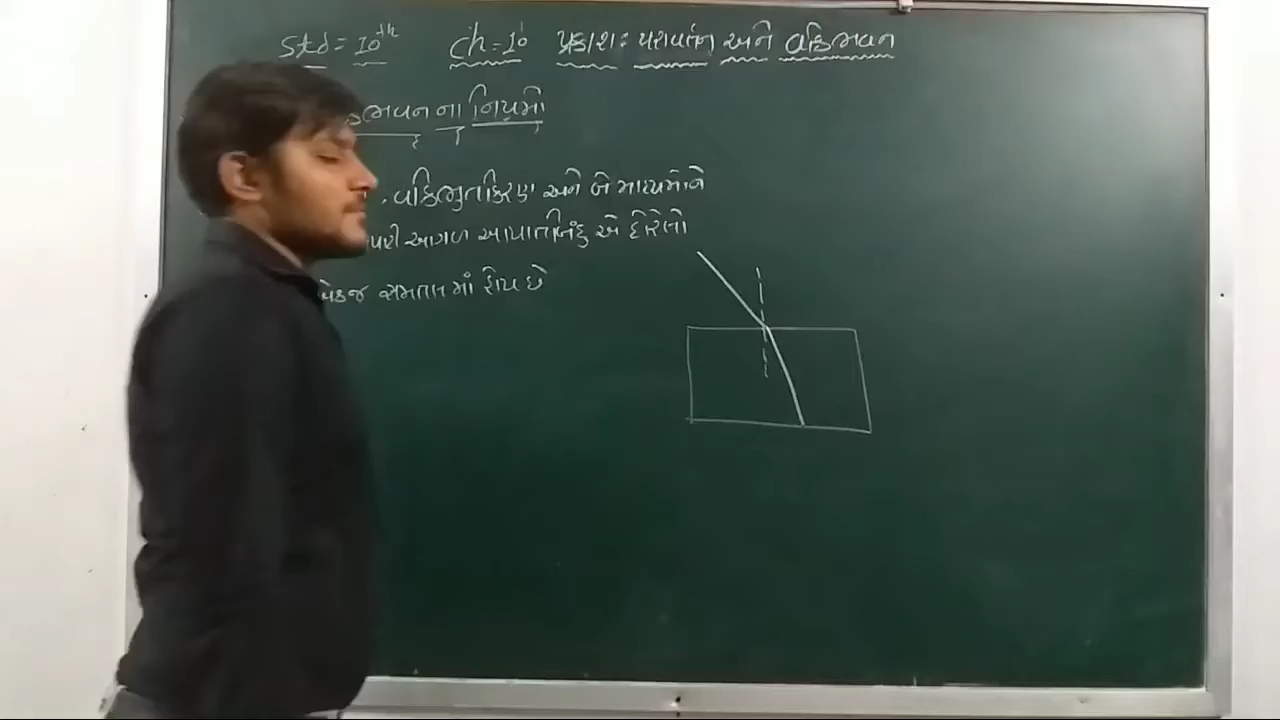 Std = 10th Ch-10 પ્રકાશ: પરાવર્તન અને વક્રીભવન
ભવન ના નિયમો
, વક્રિભુતકિરણ અને બે માધ્યમોને
આગળ આપાતબિંદુ એ દોરેલો
એકજ સમતલ માં હોય છે